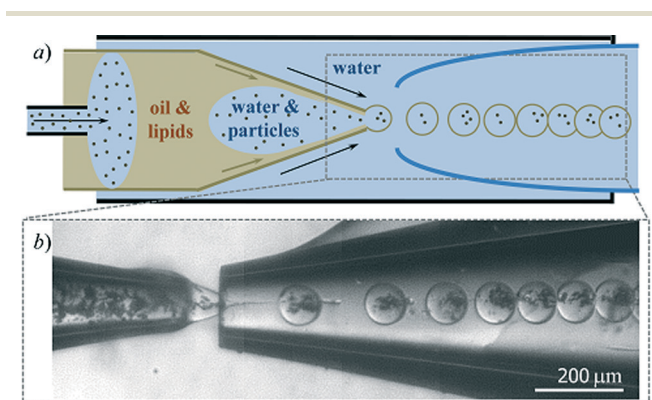 a)
water
oil &
lipids
water &
particles
b)
200 µm